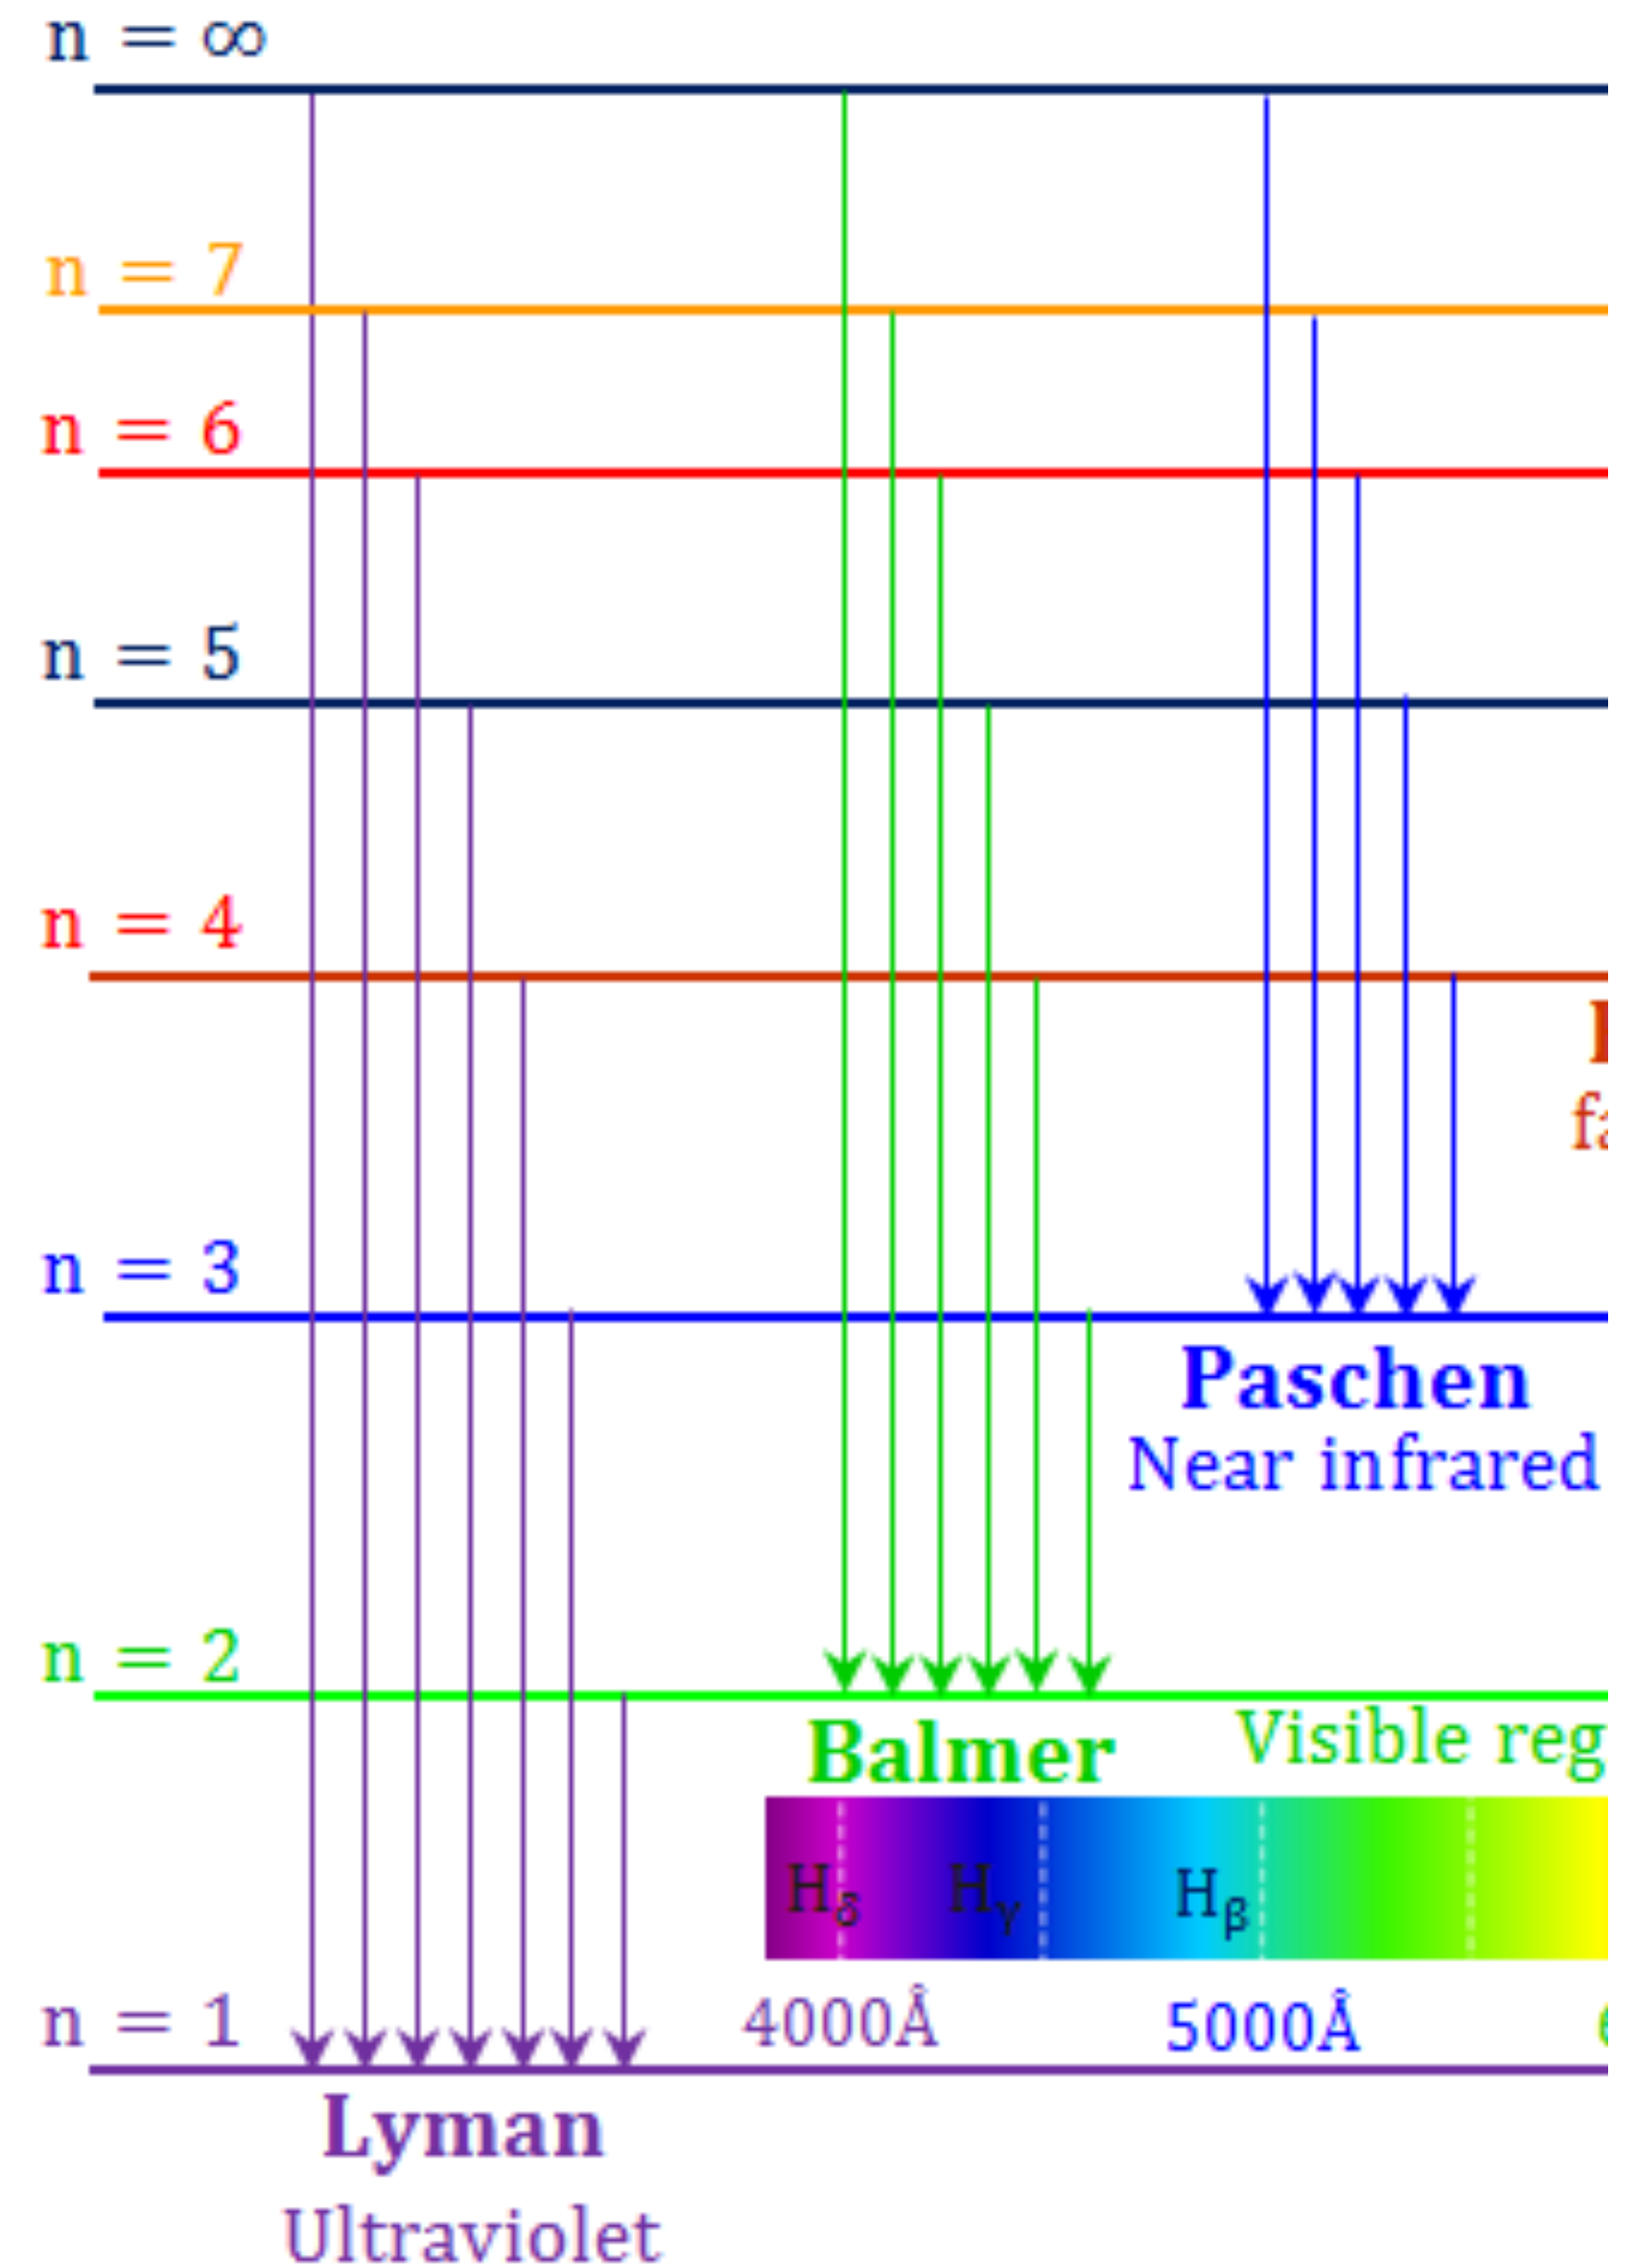 n = ∞
n = 7
n = 6
n = 5
n = 4
n = 3
Paschen
Near infrared
n = 2
Balmer
Visible reg
Hδ
Hγ
Hβ
n = 1
4000Å
5000Å
Lyman
Ultraviolet